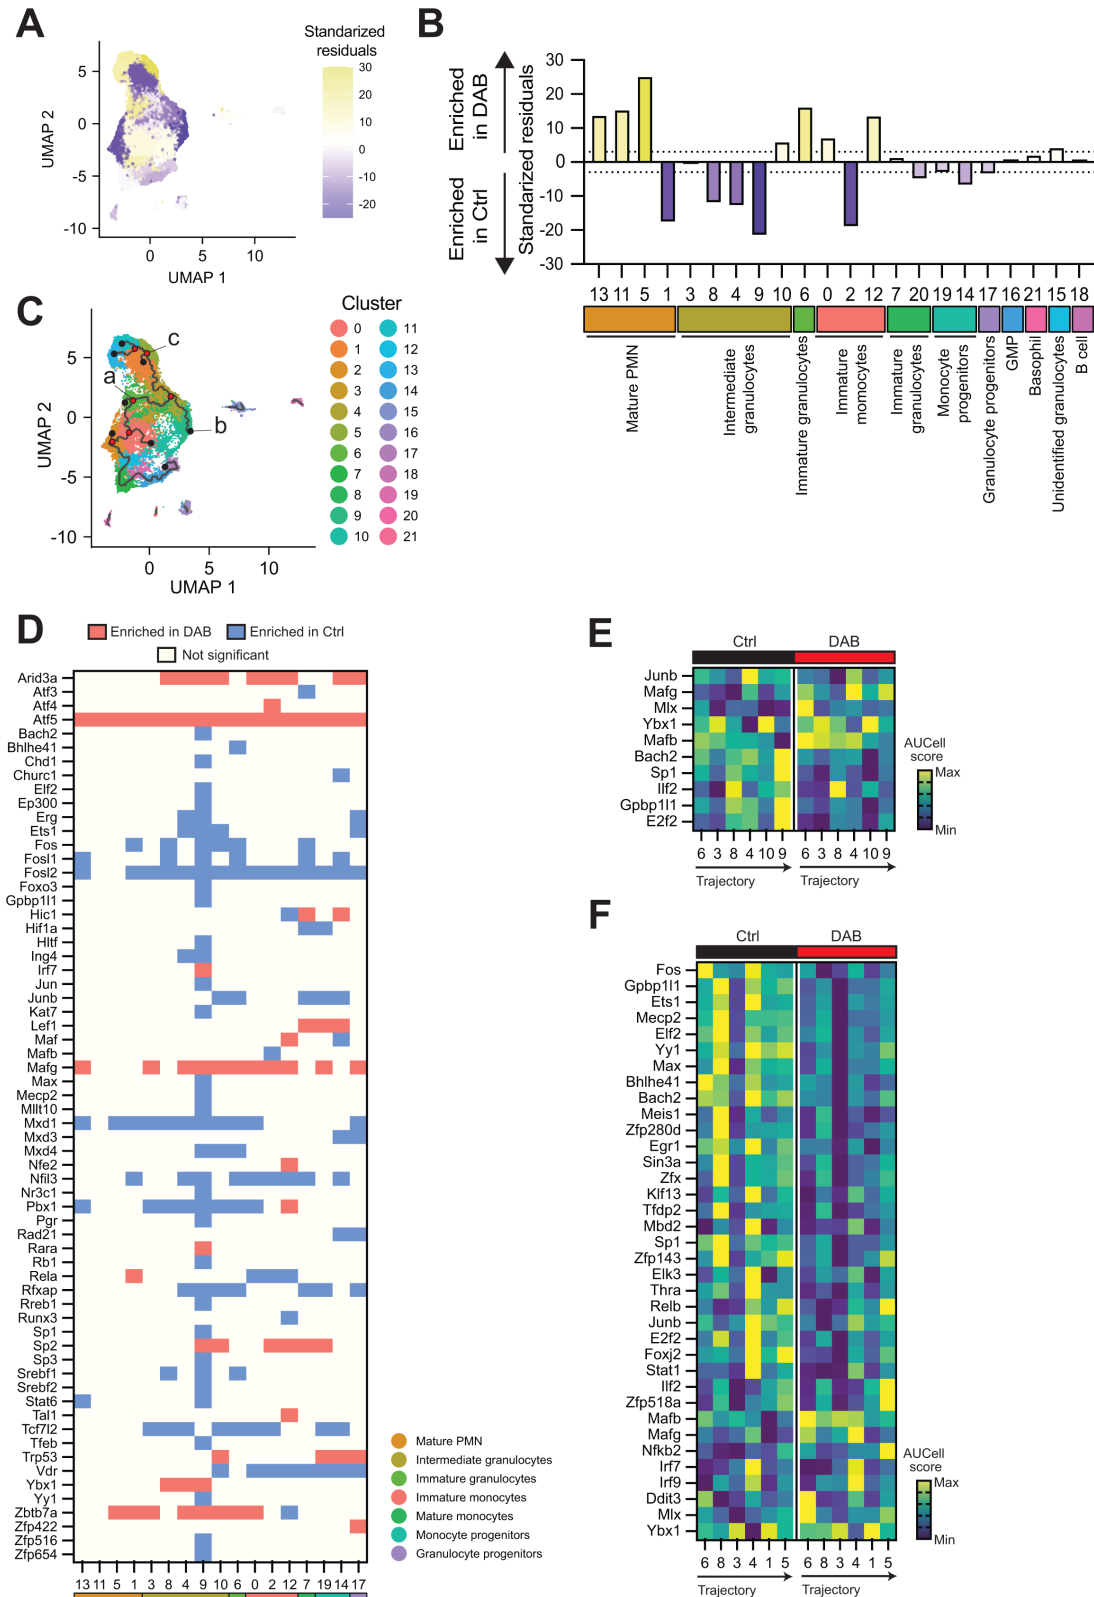 A
Standarized
residuals
30
20
10
0
-10
-20
5
0
-5
-10
UMAP 2
0 5 10
UMAP 1
B
Enriched
in DAB
Enriched
in Ctrl
Standarized residuals
30
20
10
0
-10
-20
-30
13 11 5 1 3 8 4 9 10 6 0 2 12 7 20 19 14 17 16 21 15 18
Mature PMN
Intermediate
granulocytes
Immature granulocytes
Immature
momocytes
Immature
granulocytes
Monocyte
progenitors
Granulocyte progenitors
GMP
Basophil
Unidentified granulocytes
B cell
C
Cluster
0 11
1 12
2 13
3 14
4 15
5 16
6 17
7 18
8 19
9 20
10 21
a
b
c
5
0
-5
-10
UMAP 2
0 5 10
UMAP 1
D
Enriched in DAB
Enriched in Ctrl
Not significant
Arid3a
Atf3
Atf4
Atf5
Bach2
Bhlhe41
Chd1
Churc1
Elf2
Ep300
Erg
Ets1
Fos
Fosl1
Fosl2
Foxo3
Gpbp1l1
Hic1
Hif1a
Hltf
Ing4
Irf7
Jun
Junb
Kat7
Lef1
Maf
Mafb
Mafg
Max
Mecp2
Mllt10
Mxd1
Mxd3
Mxd4
Nfe2
Nfil3
Nr3c1
Pbx1
Pgr
Rad21
Rara
Rb1
Rela
Rfxap
Rreb1
Runx3
Sp1
Sp2
Sp3
Srebf1
Srebf2
Stat6
Tal1
Tcf7l2
Tfeb
Trp53
Vdr
Ybx1
Yy1
Zbtb7a
Zfp422
Zfp516
Zfp654
13 11 5 1 3 8 4 9 10 6 0 2 12 7 19 14 17
Mature PMN
Intermediate granulocytes
Immature granulocytes
Immature monocytes
Mature monocytes
Monocyte progenitors
Granulocyte progenitors
E
Ctrl DAB
Junb
Mafg
Mlx
Ybx1
Mafb
Bach2
Sp1
Ilf2
Gpbp1l1
E2f2
6 3 8 4 10 9 6 3 8 4 10 9
Trajectory Trajectory
AUCell
score
Max
Min
F
Ctrl DAB
Fos
Gpbp1l1
Ets1
Mecp2
Elf2
Yy1
Max
Bhlhe41
Bach2
Meis1
Zfp280d
Egr1
Sin3a
Zfx
Klf13
Tfdp2
Mbd2
Sp1
Zfp143
Elk3
Thra
Relb
Junb
E2f2
Foxj2
Stat1
Ilf2
Zfp518a
Mafb
Mafg
Nfkb2
Irf7
Irf9
Ddit3
Mlx
Ybx1
6 8 3 4 1 5 6 8 3 4 1 5
Trajectory Trajectory
AUCell
score
Max
Min